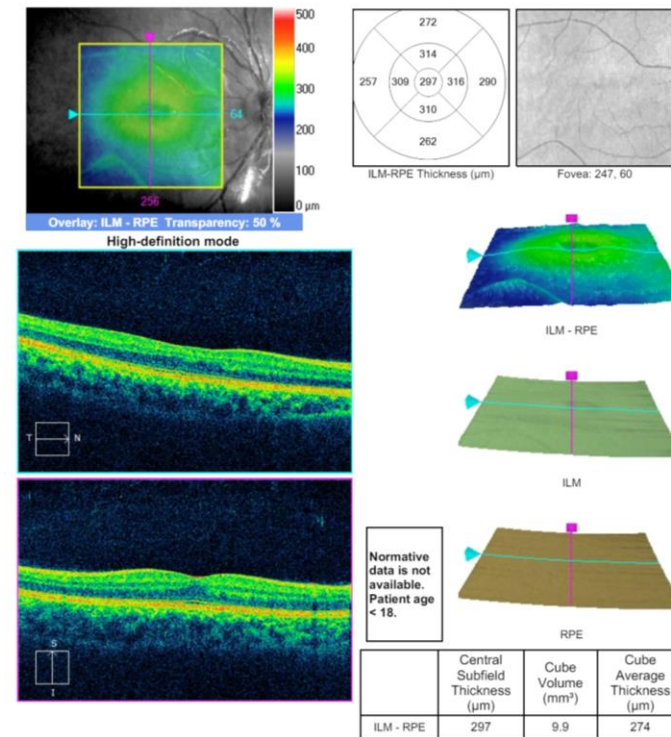 500
400
300
200
100
0 µm
64
256
Overlay: ILM - RPE Transparency: 50 %
272
314
257 309 297 316 290
310
262
ILM-RPE Thickness (µm)
Fovea: 247, 60
High-definition mode
T N
S
I
ILM - RPE
ILM
RPE
Normative
data is not
available.
Patient age
< 18.
Central
Subfield
Thickness
(µm)
Cube
Volume
(mm³)
Cube
Average
Thickness
(µm)
ILM - RPE 297 9.9 274